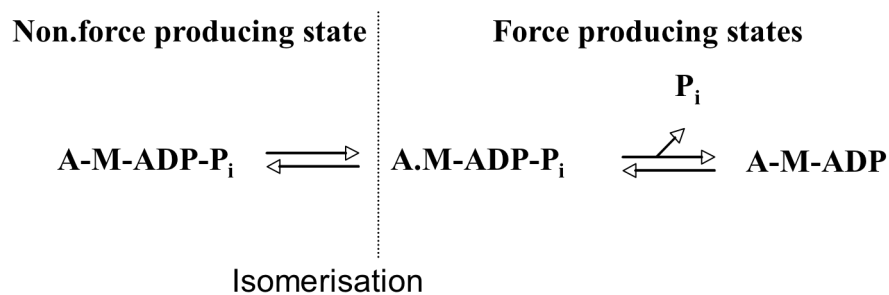 Non.force producing state
Force producing states
Pi
A-M-ADP-Pi
A.M-ADP-Pi
A-M-ADP
Isomerisation